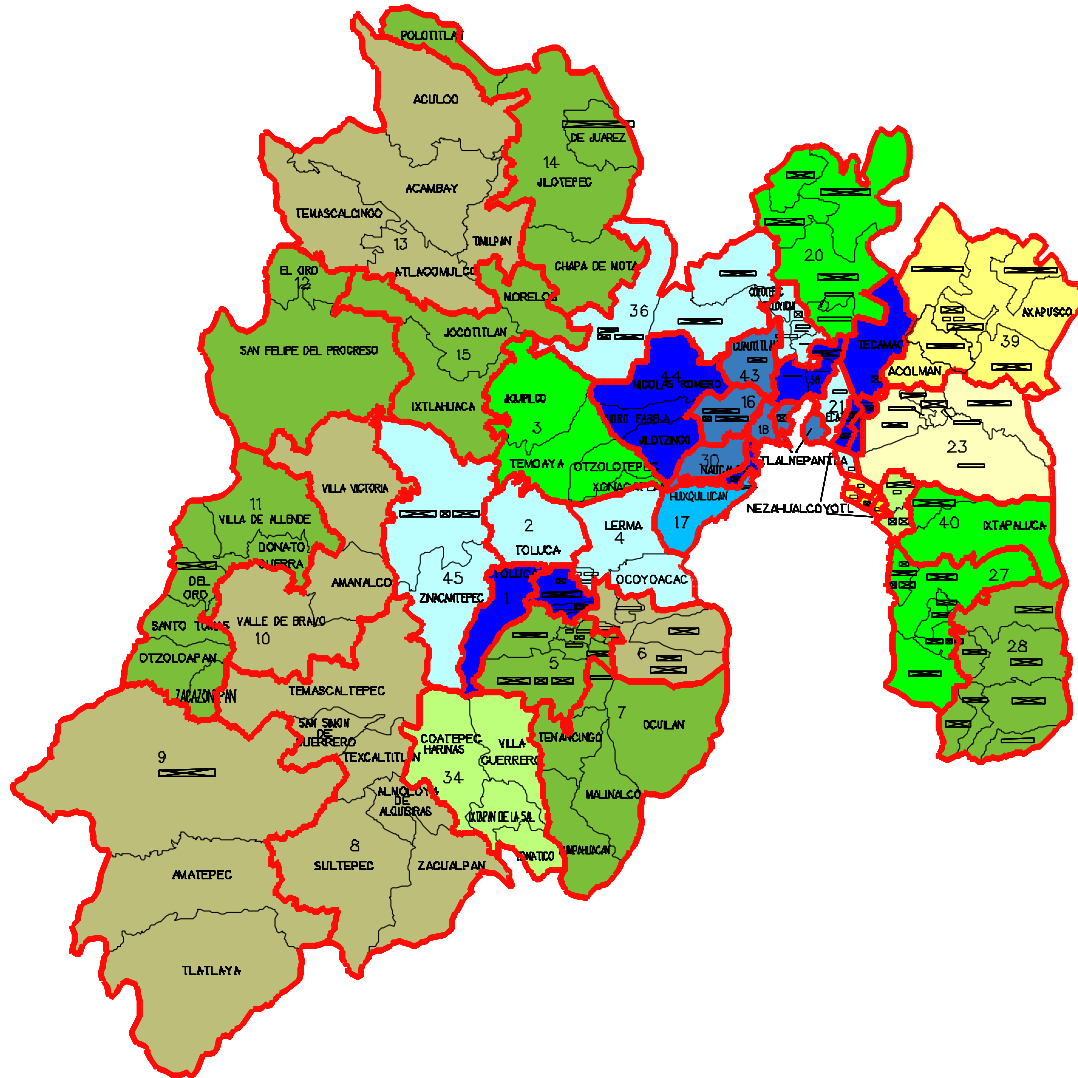 POLOTITLAN
ACULCO
DE JUAREZ
14
JILOTEPEC
ACAMBAY
TEMASCALCINGO
TIMILPAN
13
20
EL ORO
12
ATLACOMULCO
CHAPA DE MOTA
MORELOS
36
AXAPUSCO
JOCOTITLAN
15
SAN FELIPE DEL PROGRESO
TECAMAC
39
ACOLMAN
44
43
NICOLAS ROMERO
JIQUIPILCO
IXTLAHUACA
16
21
3
18
23
TEMOAYA
OTZOLOTEPEC
30
TLALNEPANTLA
VILLA VICTORIA
HUIXQUILUCAN
NEZAHUALCOYOTL
11
VILLA DE ALLENDE
2
TOLUCA
LERMA
4
17
40
IXTAPALUCA
DONATO
GUERRA
DEL
ORO
AMANALCO
45
ZINACANTEPEC
TOLUCA
1
OCOYOACAC
27
SANTO TOMAS
VALLE DE BRAVO
10
28
OTZOLOAPAN
5
6
ZACAZONAPAN
TEMASCALTEPEC
SAN SIMON
DE
GUERRERO
TEXCALTITLAN
COATEPEC
HARINAS
VILLA
GUERRERO
TENANCINGO
7
OCUILAN
9
34
ALMOLOYA
DE
ALQUISIRAS
MALINALCO
IXTAPAN DE LA SAL
8
SULTEPEC
ZACUALPAN
AMATEPEC
TLATLAYA